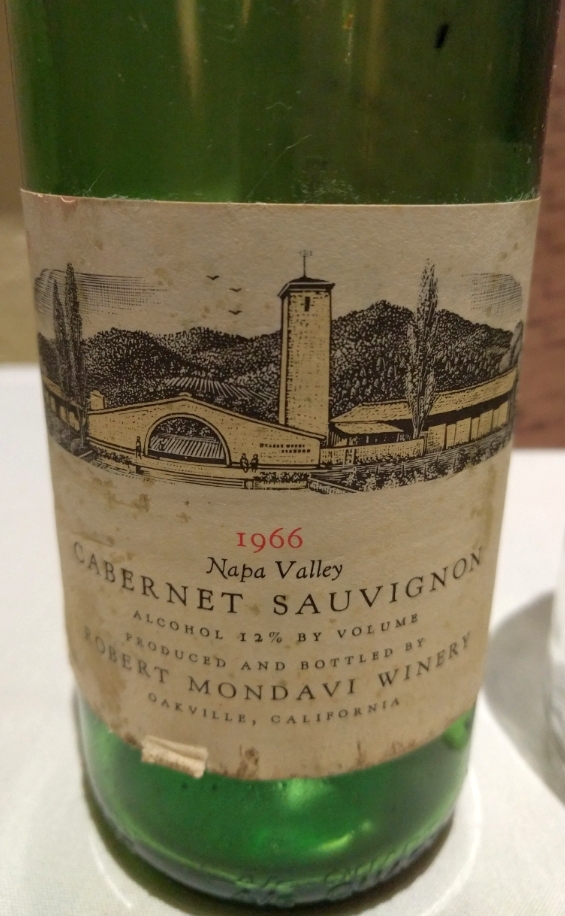 1966
Napa Valley
CABERNET SAUVIGNON
ALCOHOL 12% BY VOLUME
PRODUCED AND BOTTLED BY
ROBERT MONDAVI WINERY
OAKVILLE, CALIFORNIA